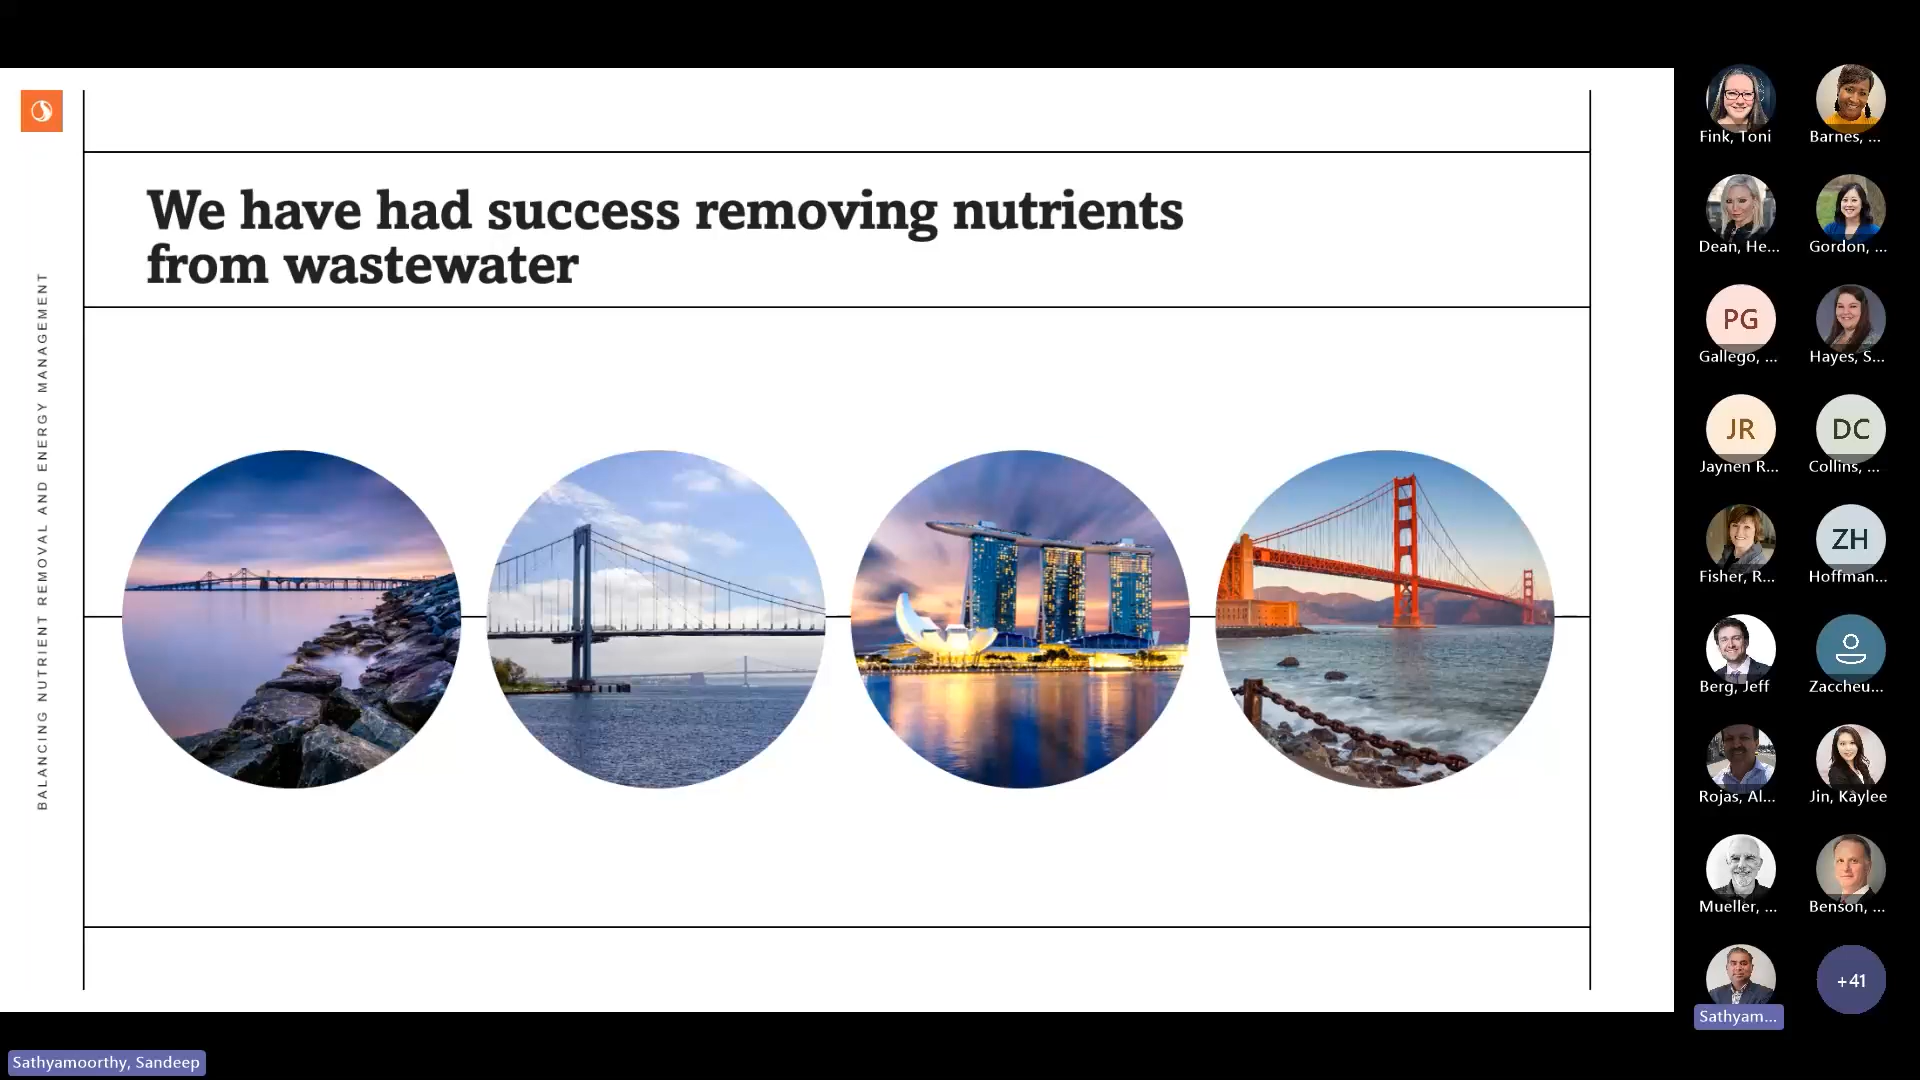 We have had success removing nutrients
from wastewater
BALANCING NUTRIENT REMOVAL AND ENERGY MANAGEMENT
Fink, Toni
Barnes, ...
Dean, He...
Gordon, ...
PG
Gallego, ...
Hayes, S...
JR
DC
Jaynen R...
Collins, ...
ZH
Fisher, R...
Hoffman...
Berg, Jeff
Zaccheu...
Rojas, Al...
Jin, Kaylee
Mueller, ...
Benson, ...
+41
Sathyam...
Sathyamoorthy, Sandeep